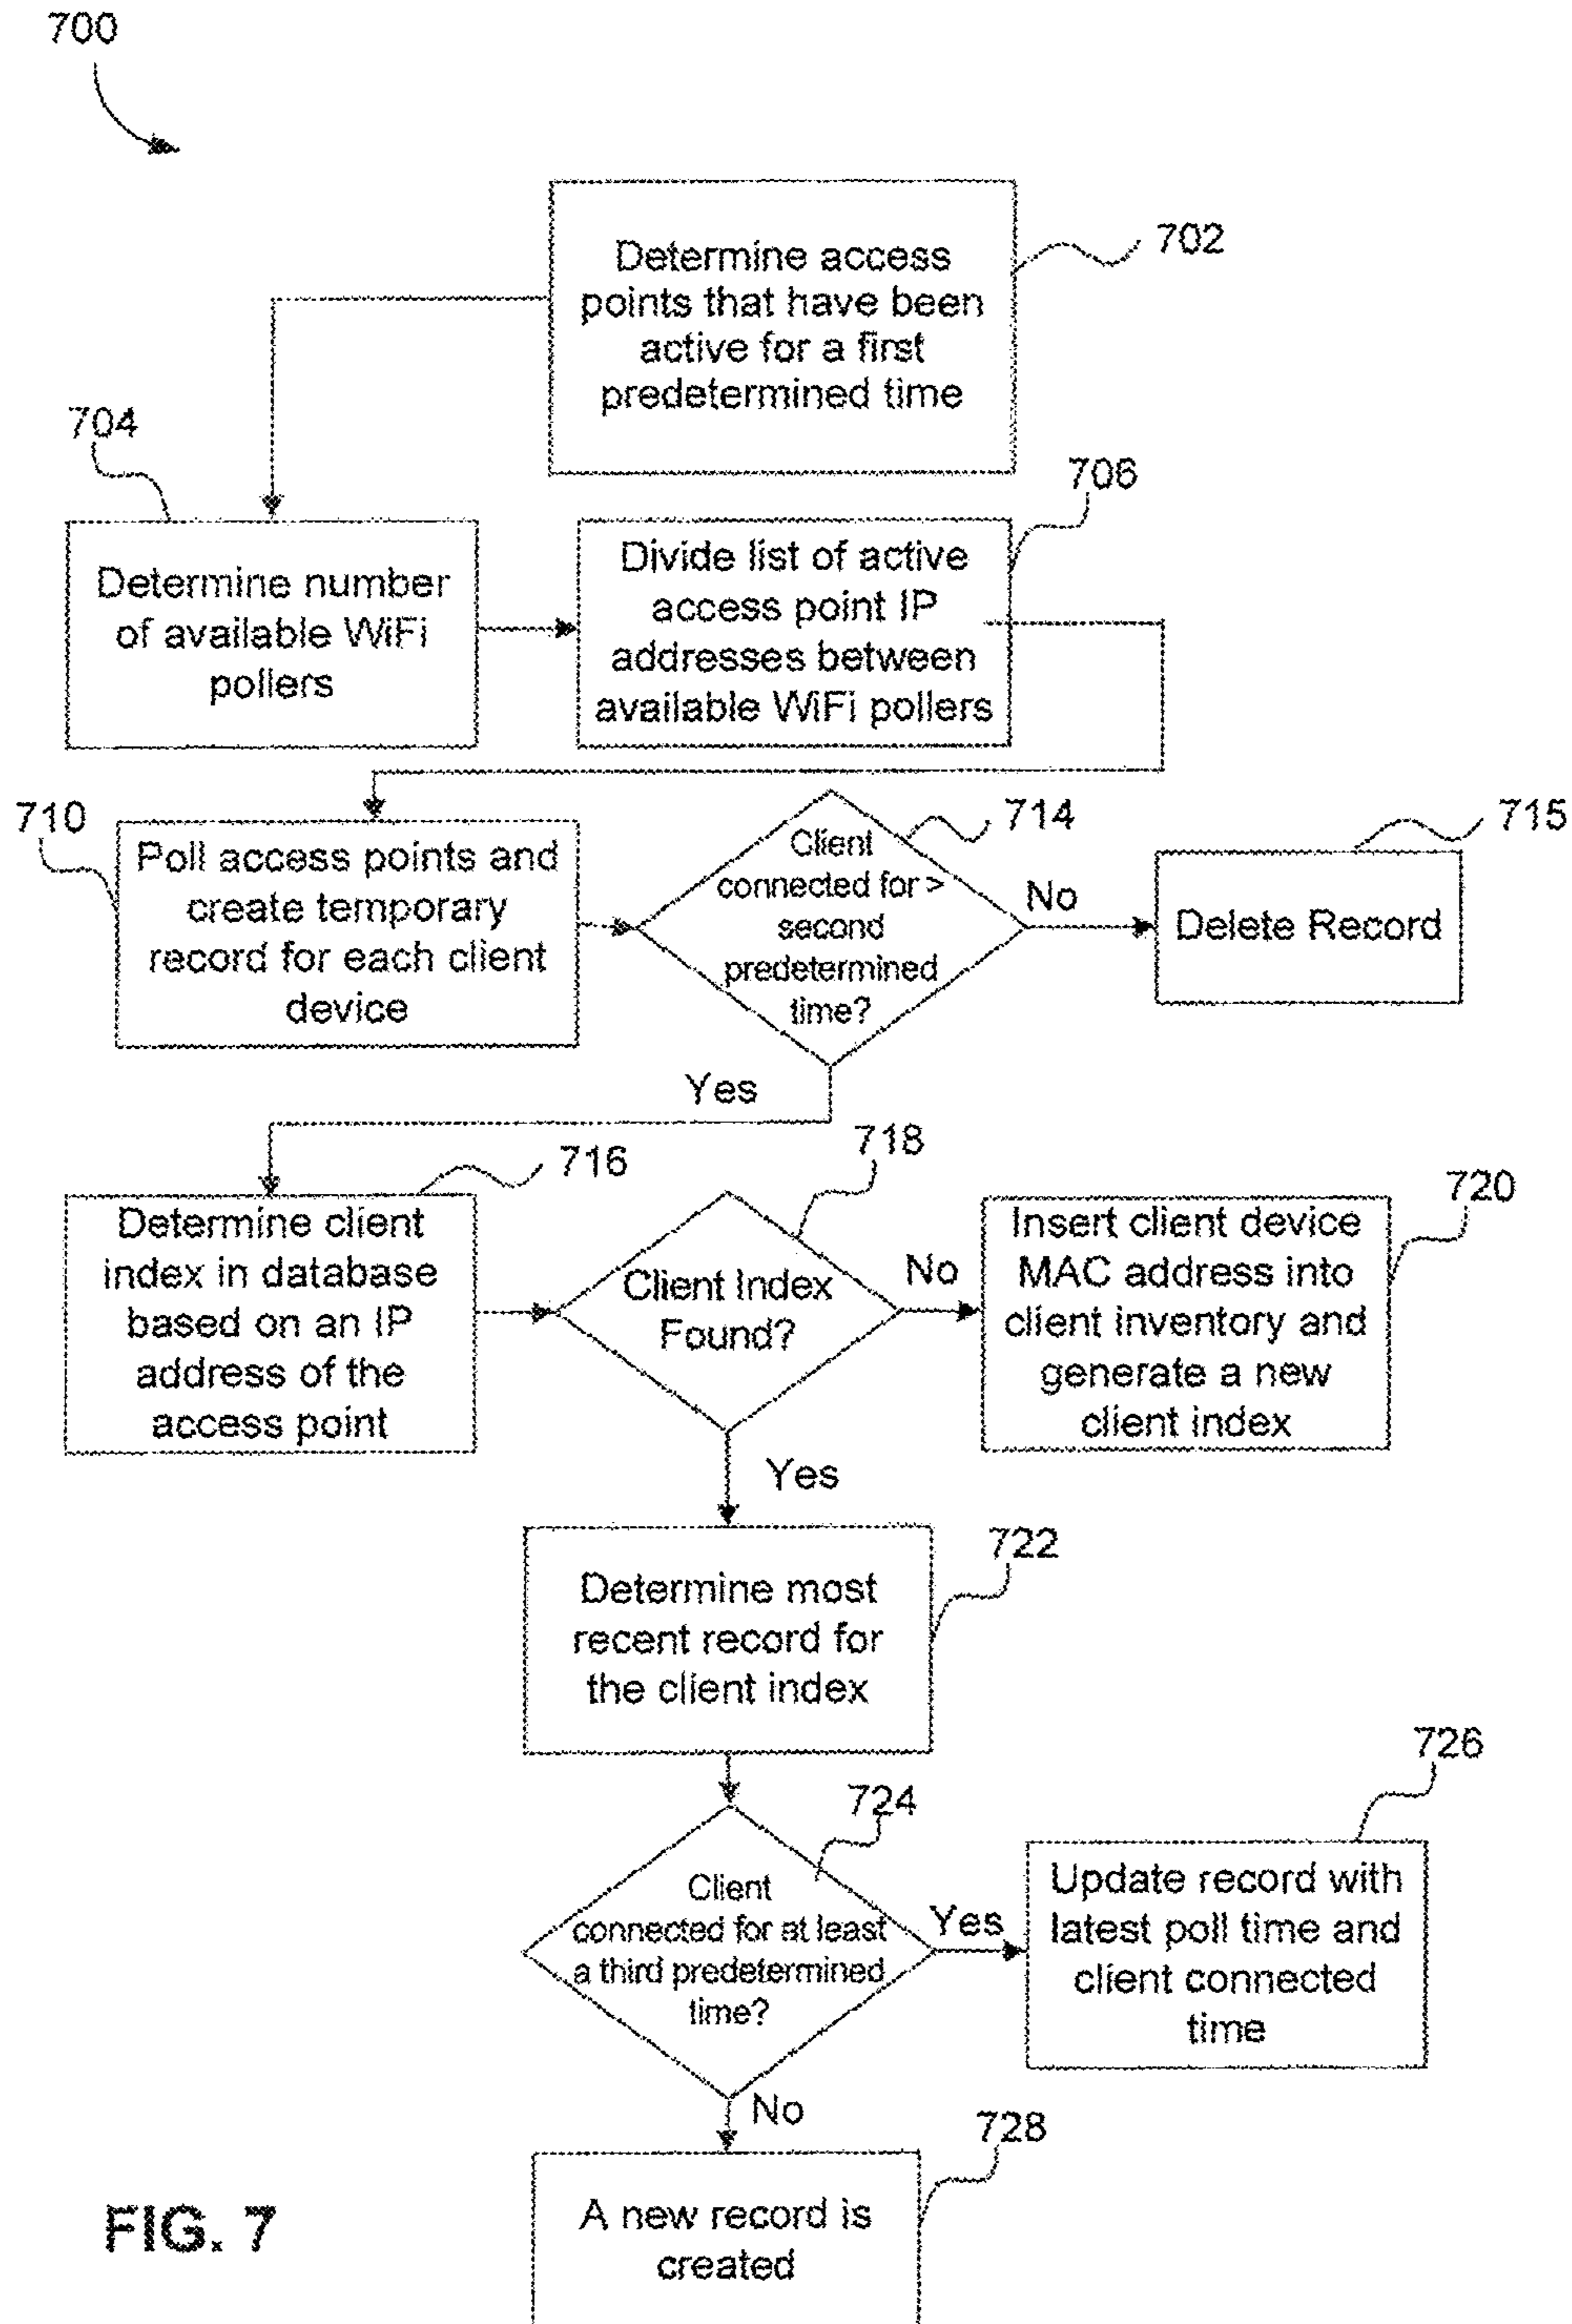 700
Determine access
points that have been
active for a first
predetermined time
702
704
Determine number
of available WiFi
pollers
706
Divide list of active
access point IP
addresses between
available WiFi pollers
710
Poll access points and
create temporary
record for each client
device
714
Client
connected for >
second
predetermined
time?
No
715
Delete Record
Yes
716
Determine client
index in database
based on an IP
address of the
access point
718
Client Index
Found?
No
720
Insert client device
MAC address into
client inventory and
generate a new
client index
Yes
722
Determine most
recent record for
the client index
724
Client
connected for at least
a third predetermined
time?
Yes
726
Update record with
latest poll time and
client connected
time
No
728
A new record is
created
FIG. 7